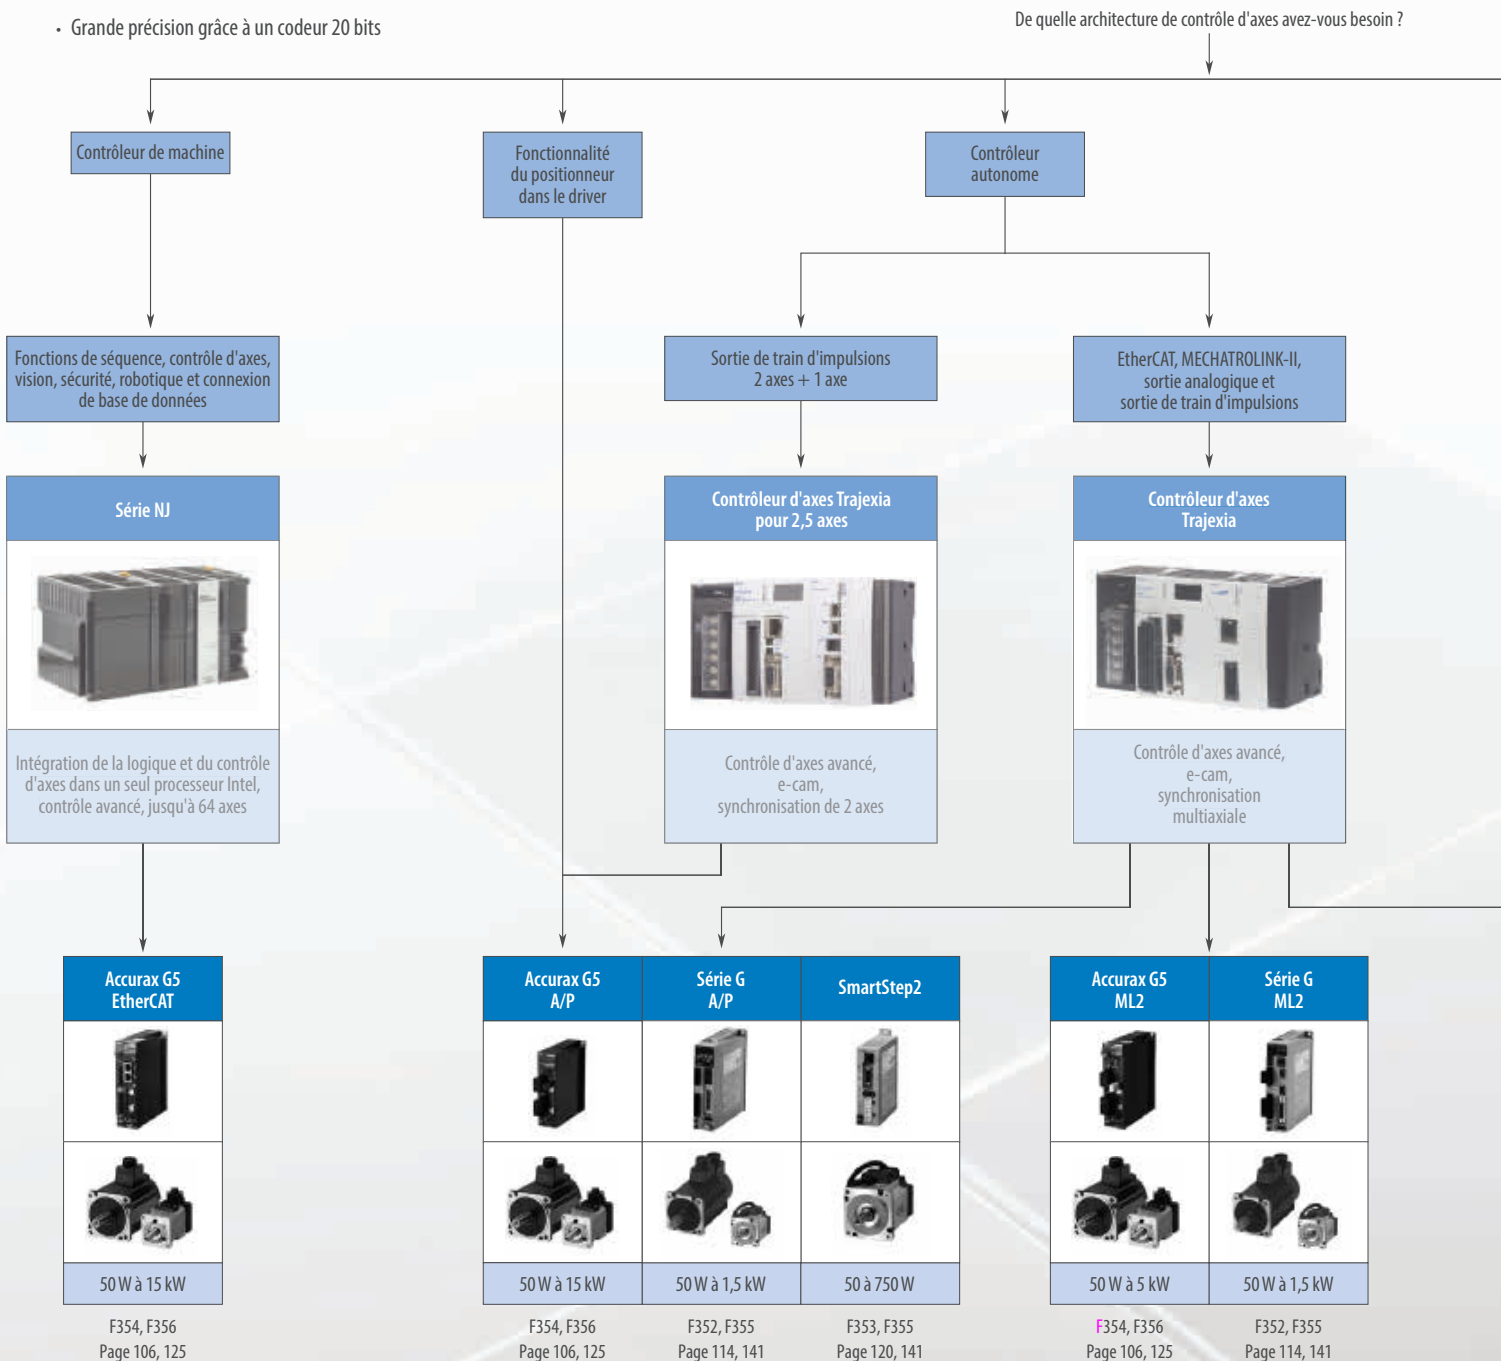 • Grande précision grâce à un codeur 20 bits
De quelle architecture de contrôle d'axes avez-vous besoin ?
Contrôleur de machine
Fonctionnalité
du positionneur
dans le driver
Contrôleur
autonome
Fonctions de séquence, contrôle d'axes,
vision, sécurité, robotique et connexion
de base de données
Sortie de train d'impulsions
2 axes + 1 axe
EtherCAT, MECHATROLINK-II,
sortie analogique et
sortie de train d'impulsions
Série NJ
Contrôleur d'axes Trajexia
pour 2,5 axes
Contrôleur d'axes
Trajexia
Intégration de la logique et du contrôle
d'axes dans un seul processeur Intel,
contrôle avancé, jusqu'à 64 axes
Contrôle d'axes avancé,
e-cam,
synchronisation de 2 axes
Contrôle d'axes avancé,
e-cam,
synchronisation
multiaxiale
Accurax G5
EtherCAT
Accurax G5
A/P
Série G
A/P
SmartStep2
Accurax G5
ML2
Série G
ML2
50 W à 15 kW
50 W à 15 kW
50 W à 1,5 kW
50 à 750 W
50 W à 5 kW
50 W à 1,5 kW
F354, F356
Page 106, 125
F354, F356
Page 106, 125
F352, F355
Page 114, 141
F353, F355
Page 120, 141
F354, F356
Page 106, 125
F352, F355
Page 114, 141